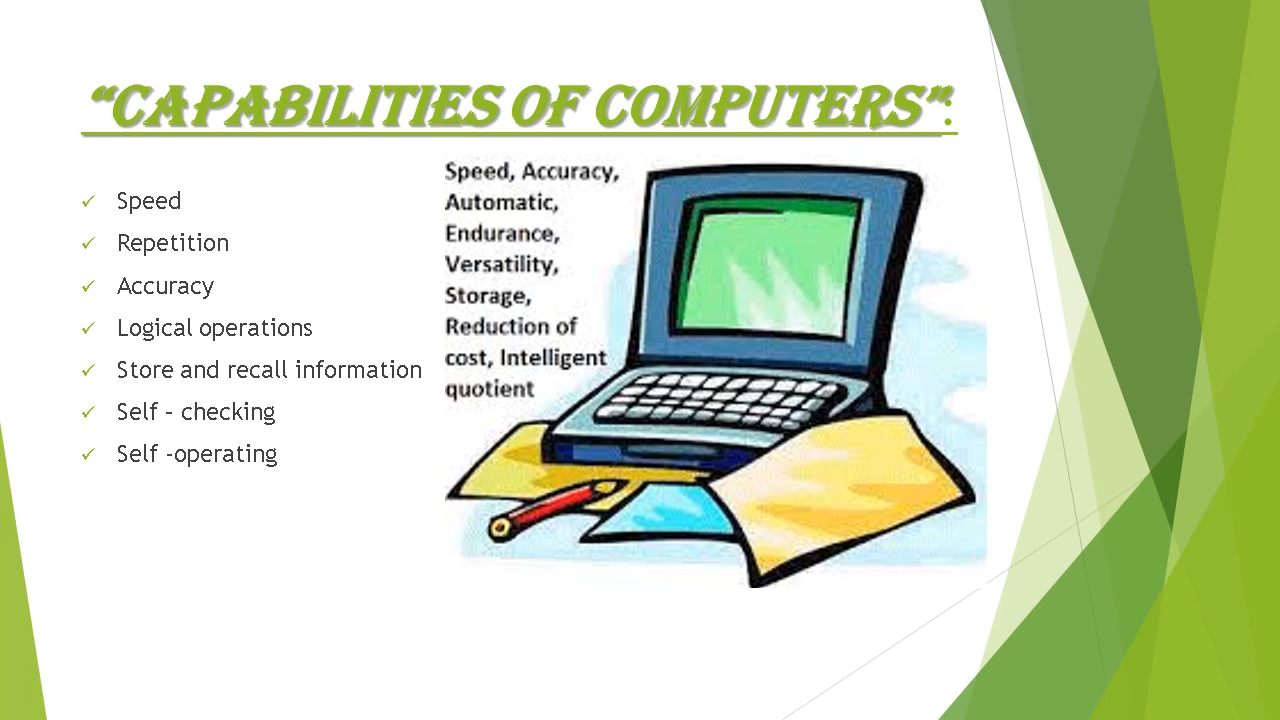 “CAPABILITIES OF COMPUTERS”:
Speed
Repetition
Accuracy
Logical operations
Store and recall information
Self - checking
Self -operating
Speed, Accuracy,
Automatic,
Endurance,
Versatility,
Storage,
Reduction of
cost, Intelligent
quotient